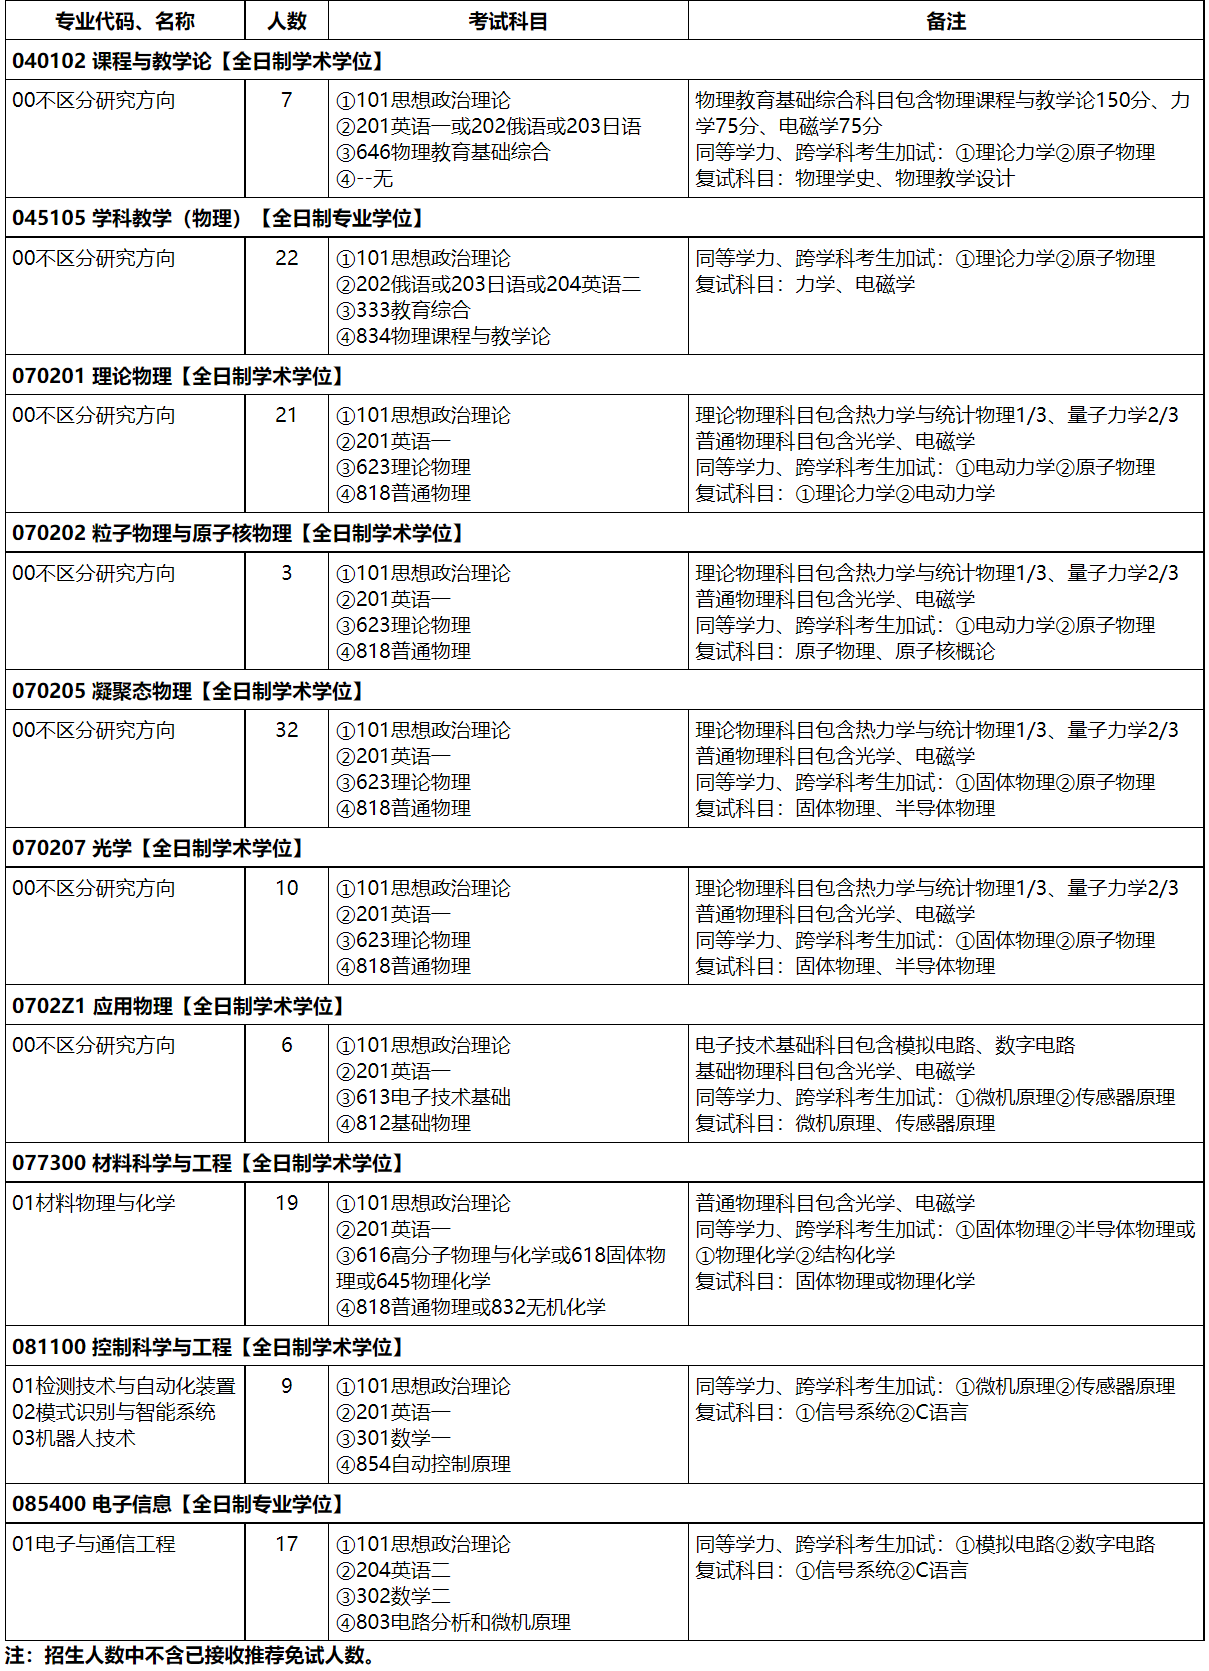 专业代码、名称 人数 考试科目 备注
040102 课程与教学论【全日制学术学位】
00不区分研究方向 7 ①101思想政治理论 物理教育基础综合科目包含物理课程与教学论150分、力
②201英语一或202俄语或203日语 学75分、电磁学75分
③646物理教育基础综合 同等学力、跨学科考生加试：①理论力学②原子物理
④--无 复试科目：物理学史、物理教学设计
045105 学科教学（物理）【全日制专业学位】
00不区分研究方向 22 ①101思想政治理论 同等学力、跨学科考生加试：①理论力学②原子物理
②202俄语或203日语或204英语二 复试科目：力学、电磁学
③333教育综合
④834物理课程与教学论
070201 理论物理【全日制学术学位】
00不区分研究方向 21 ①101思想政治理论 理论物理科目包含热力学与统计物理1/3、量子力学2/3
②201英语一 普通物理科目包含光学、电磁学
③623理论物理 同等学力、跨学科考生加试：①电动力学②原子物理
④818普通物理 复试科目：①理论力学②电动力学
070202 粒子物理与原子核物理【全日制学术学位】
00不区分研究方向 3 ①101思想政治理论 理论物理科目包含热力学与统计物理1/3、量子力学2/3
②201英语一 普通物理科目包含光学、电磁学
③623理论物理 同等学力、跨学科考生加试：①电动力学②原子物理
④818普通物理 复试科目：原子物理、原子核概论
070205 凝聚态物理【全日制学术学位】
00不区分研究方向 32 ①101思想政治理论 理论物理科目包含热力学与统计物理1/3、量子力学2/3
②201英语一 普通物理科目包含光学、电磁学
③623理论物理 同等学力、跨学科考生加试：①固体物理②原子物理
④818普通物理 复试科目：固体物理、半导体物理
070207 光学【全日制学术学位】
00不区分研究方向 10 ①101思想政治理论 理论物理科目包含热力学与统计物理1/3、量子力学2/3
②201英语一 普通物理科目包含光学、电磁学
③623理论物理 同等学力、跨学科考生加试：①固体物理②原子物理
④818普通物理 复试科目：固体物理、半导体物理
0702Z1 应用物理【全日制学术学位】
00不区分研究方向 6 ①101思想政治理论 电子技术基础科目包含模拟电路、数字电路
②201英语一 基础物理科目包含光学、电磁学
③613电子技术基础 同等学力、跨学科考生加试：①微机原理②传感器原理
④812基础物理 复试科目：微机原理、传感器原理
077300 材料科学与工程【全日制学术学位】
01材料物理与化学 19 ①101思想政治理论 普通物理科目包含光学、电磁学
②201英语一 同等学力、跨学科考生加试：①固体物理②半导体物理或
③616高分子物理与化学或618固体物 ①物理化学②结构化学
理或645物理化学 复试科目：固体物理或物理化学
④818普通物理或832无机化学
081100 控制科学与工程【全日制学术学位】
01检测技术与自动化装置 9 ①101思想政治理论 同等学力、跨学科考生加试：①微机原理②传感器原理
02模式识别与智能系统 ②201英语一 复试科目：①信号系统②C语言
03机器人技术 ③301数学一
④854自动控制原理
085400 电子信息【全日制专业学位】
01电子与通信工程 17 ①101思想政治理论 同等学力、跨学科考生加试：①模拟电路②数字电路
②204英语二 复试科目：①信号系统②C语言
③302数学二
④803电路分析和微机原理
注：招生人数中不含已接收推荐免试人数。